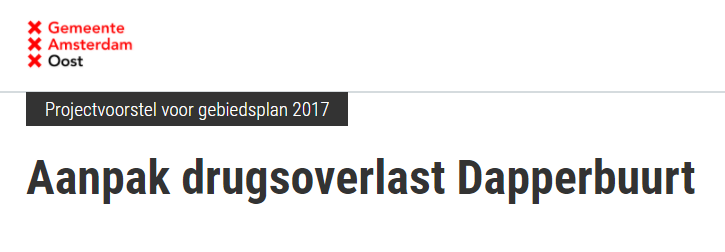 Gemeente
Amsterdam
Oost
Projectvoorstel voor gebiedsplan 2017
Aanpak drugsoverlast Dapperbuurt